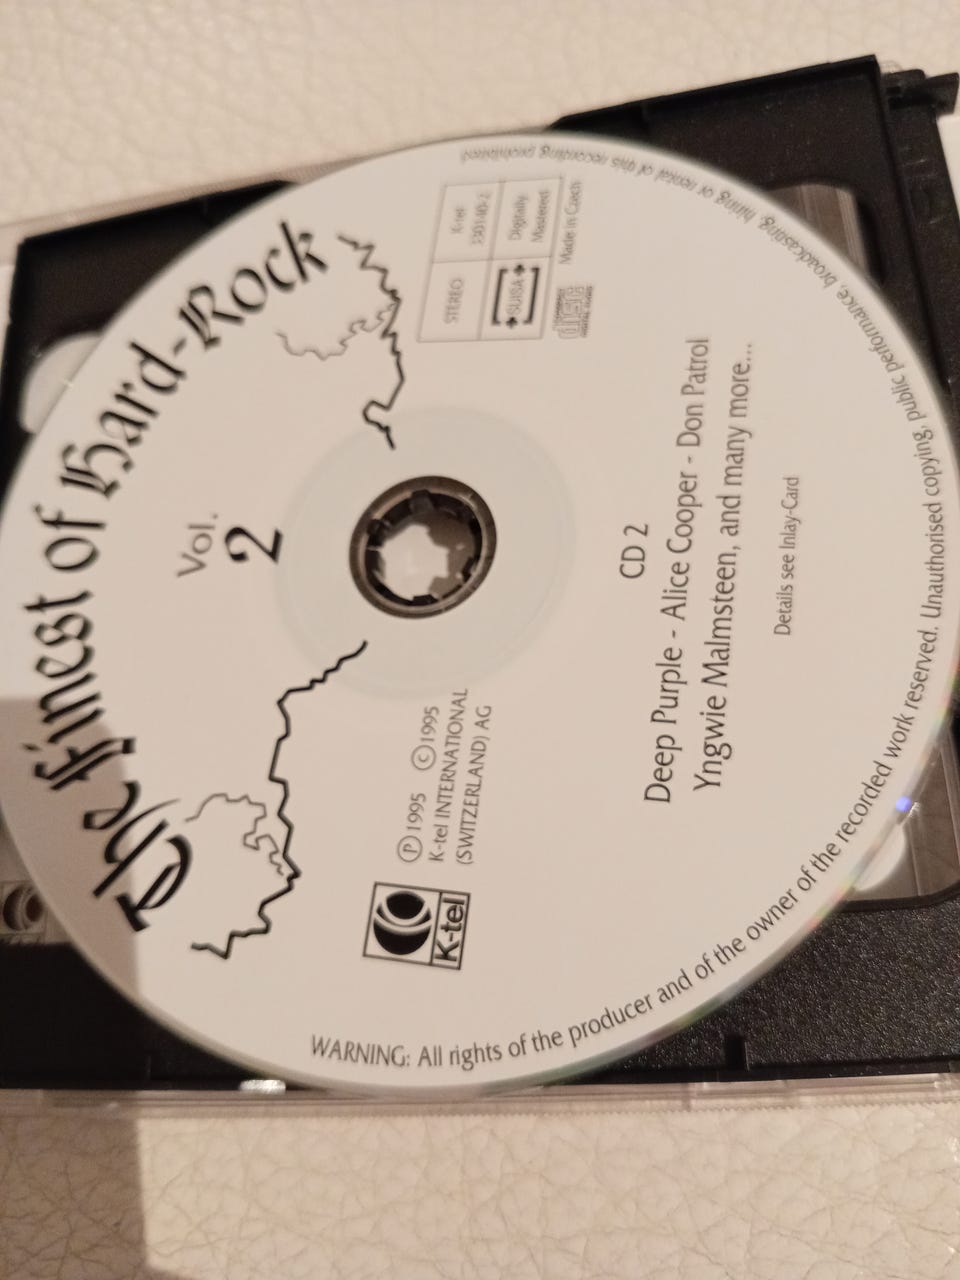 The Finest of Hard-Rock
Vol.
2
K-tel
STEREO
330140-2
SUISA
Digitally
Mastered
Made in Czech
K-tel
℗1995 ©1995
K-tel INTERNATIONAL
(SWITZERLAND) AG
CD 2
Deep Purple - Alice Cooper - Don Patrol
Yngwie Malmsteen, and many more...
Details see Inlay-Card
WARNING: All rights of the producer and of the owner of the recorded work reserved. Unauthorised copying, public performance, broadcasting, hiring or rental of this recording prohibited